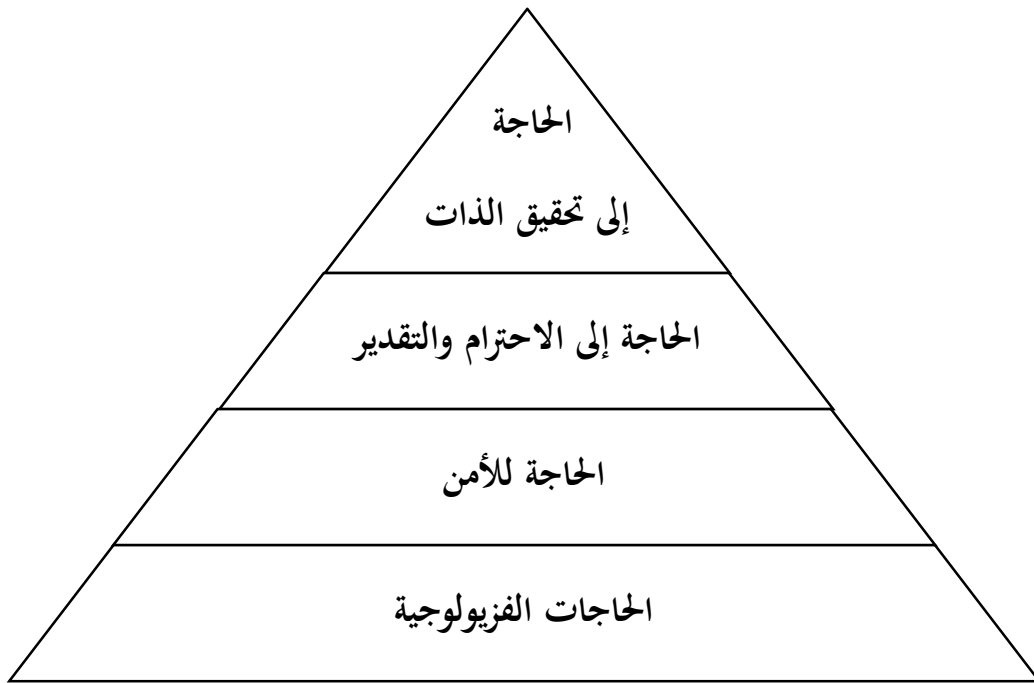 الحاجة
إلى تحقيق الذات
الحاجة إلى الاحترام والتقدير
الحاجة للأمن
الحاجات الفزيولوجية